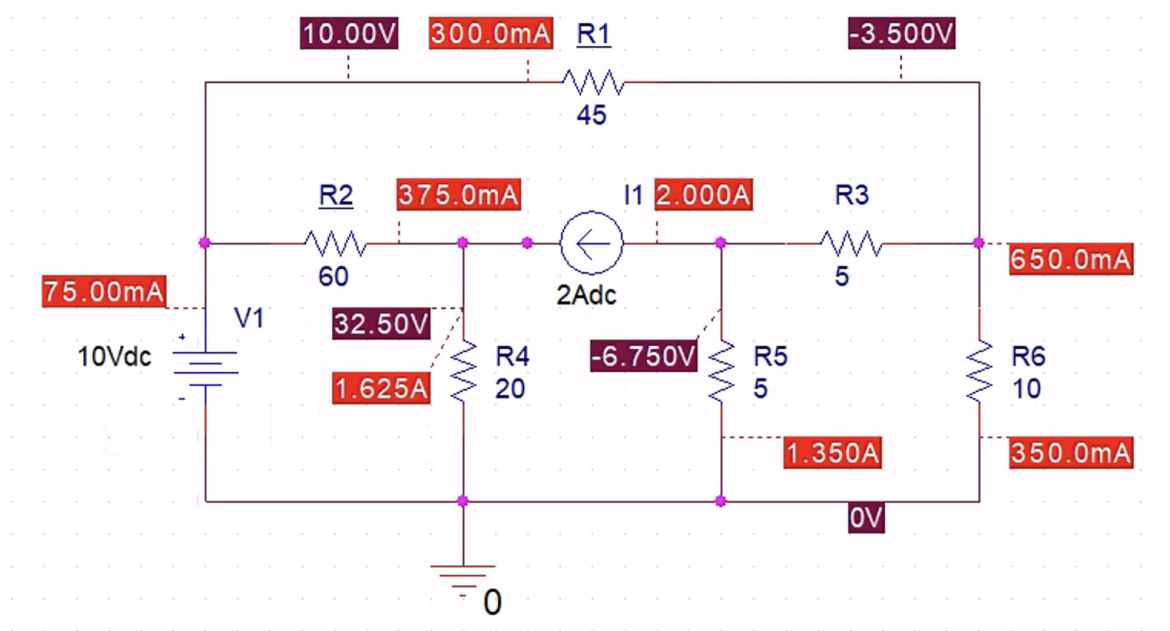 10.00V 300.0mA R1 -3.500V
45
R2 375.0mA I1 2.000A R3
60 2Adc 5 650.0mA
75.00mA
V1
+
10Vdc
-
32.50V
1.625A
R4
20
-6.750V
R5
5
R6
10
1.350A
350.0mA
0V
0